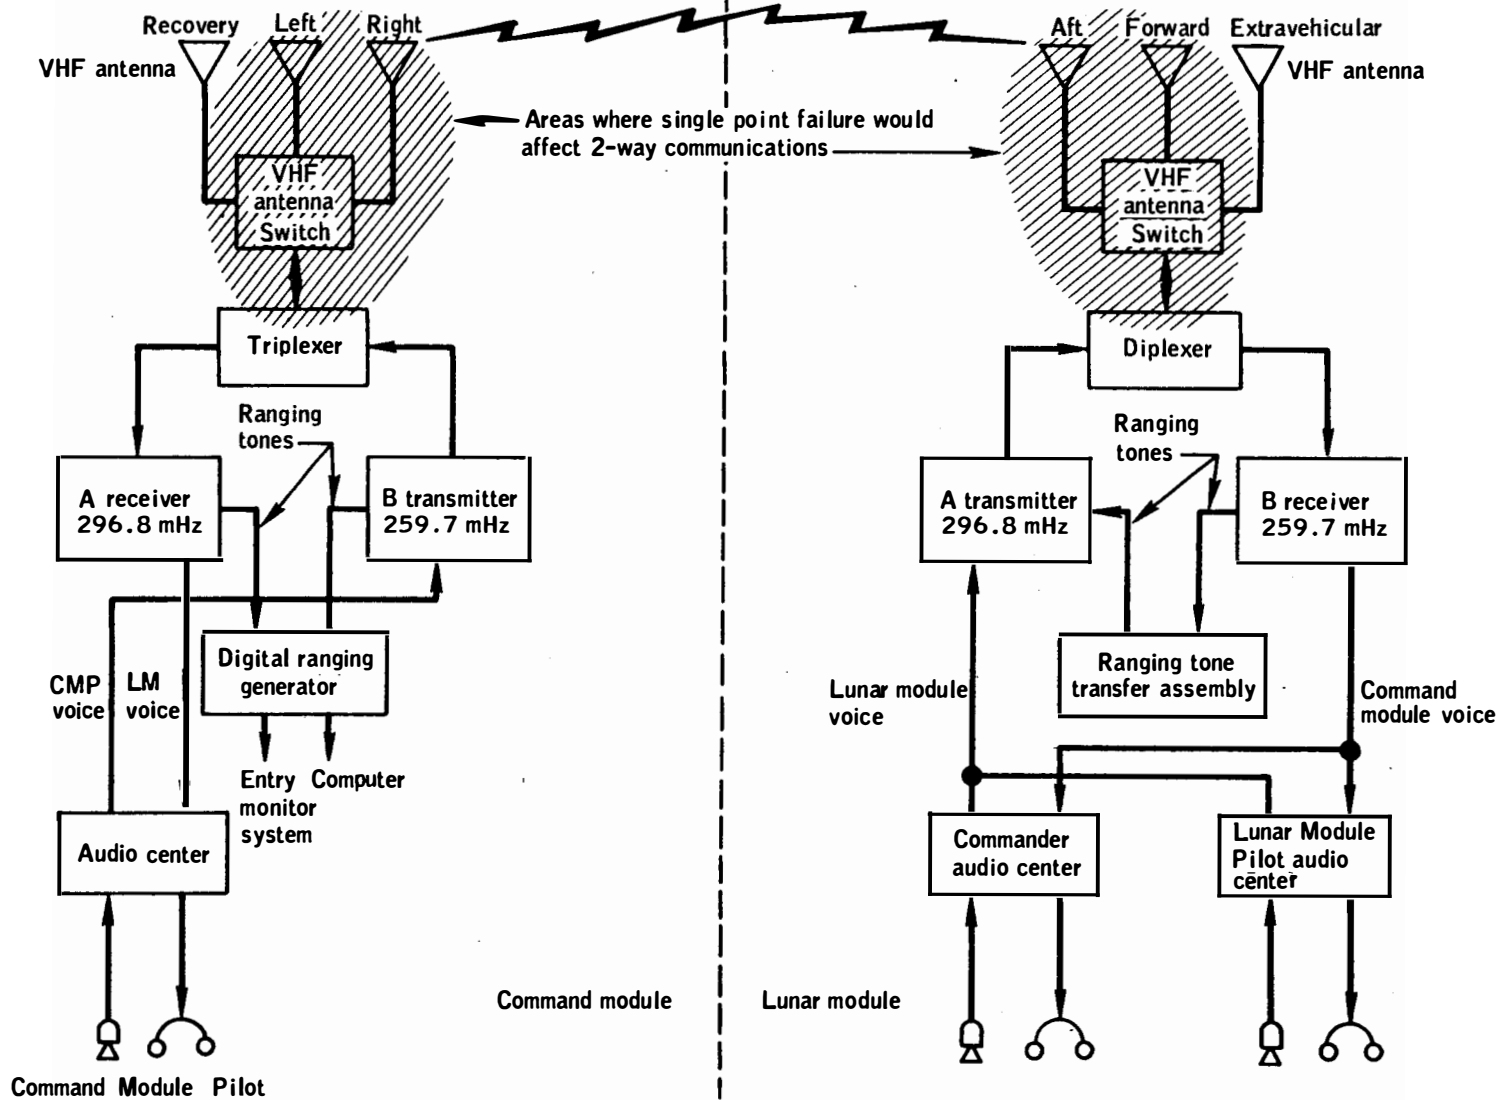 Recovery
Left
Right
VHF antenna
Aft
Forward
Extravehicular
VHF antenna
Areas where single point failure would
affect 2-way communications
VHF
antenna
Switch
VHF
antenna
Switch
Triplexer
Diplexer
Ranging
tones
Ranging
tones
A receiver
296.8 mHz
B transmitter
259.7 mHz
A transmitter
296.8 mHz
B receiver
259.7 mHz
Digital ranging
generator
Ranging tone
transfer assembly
CMP
voice
LM
voice
Lunar module
voice
Command
module voice
Entry
monitor
system
Computer
Audio center
Commander
audio center
Lunar Module
Pilot audio
center
Command module
Lunar module
Command Module Pilot